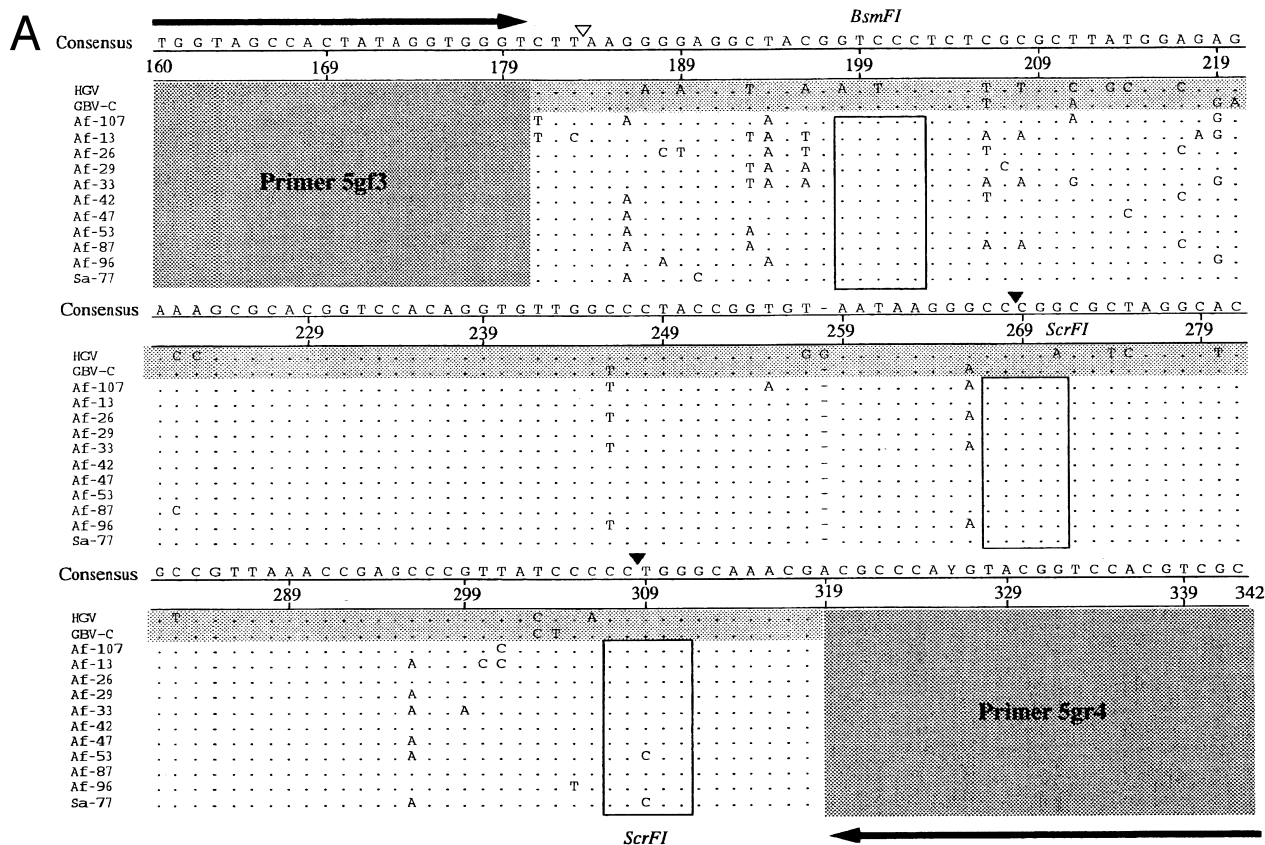 A
BsmFI
Consensus T G G T A G C C A C T A T A G G T G G G T C T T A A G G G G A G G C T A C G G T C C C T C T C G C G C T T A T G G A G A G
160 169 179 189 199 209 219
HGV A A T A A T T T C G C C
GBV-C T A G A
Af-107 T A A A G
Af-13 T C T A T A A A G
Af-26 C T A T T C
Af-29 T A A C
Af-33 T A A A A G G
Af-42 A T C
Af-47 A C
Af-53 A A
Af-87 A A A A C
Af-96 A A G
Sa-77 A C
Primer 5gf3
Consensus A A A G C G C A C G G T C C A C A G G T G T T G G C C C T A C C G G T G T - A A T A A G G G C C C G G C G C T A G G C A C
229 239 249 259 269 ScrFI 279
HGV C C G G A T C T
GBV-C T - A
Af-107 T A - A
Af-13 -
Af-26 T - A
Af-29 -
Af-33 T - A
Af-42 -
Af-47 -
Af-53 -
Af-87 C -
Af-96 T - A
Sa-77 -
Consensus G C C G T T A A A C C G A G C C C G T T A T C C C C C T G G G C A A A C G A C G C C C A Y G T A C G G T C C A C G T C G C
289 299 309 319 329 339 342
HGV T C A
GBV-C C T
Af-107 C
Af-13 A C C
Af-26
Af-29 A
Af-33 A A
Af-42
Af-47 A
Af-53 A C
Af-87
Af-96 T
Sa-77 A C
Primer 5gr4
ScrFI